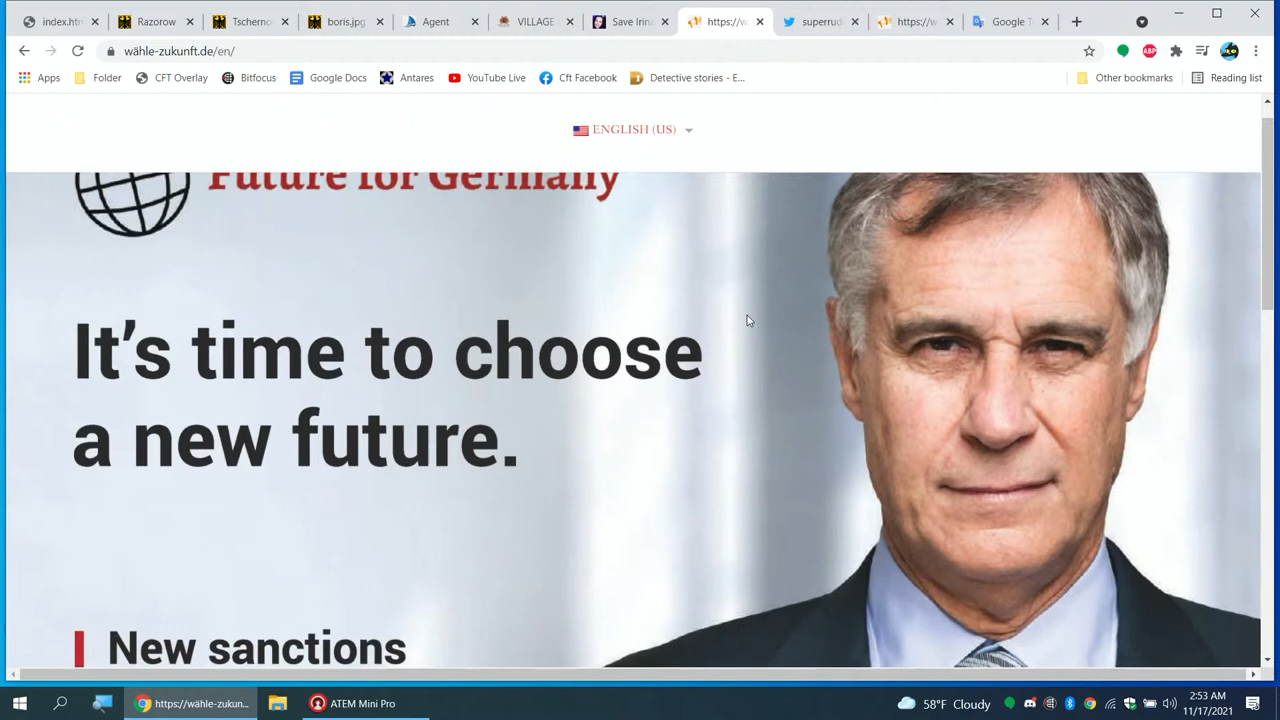 index.htm
Razorow
Tscherno
boris.jpg
Agent
VILLAGE
Save Irina
https://w
superrud
https://w
Google T
wähle-zukunft.de/en/
Apps
Folder
CFT Overlay
Bitfocus
Google Docs
Antares
YouTube Live
Cft Facebook
Detective stories - E...
Other bookmarks
Reading list
ABP
ENGLISH (US)
Future for Germany
It's time to choose
a new future.
New sanctions
https://wähle-zukun...
ATEM Mini Pro
58°F Cloudy
2:53 AM
11/17/2021